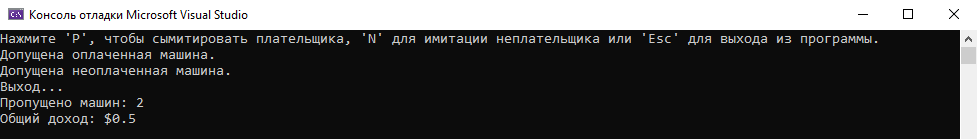 Консоль отладки Microsoft Visual Studio
Нажмите 'P', чтобы сымитировать плательщика, 'N' для имитации неплательщика или 'Esc' для выхода из программы.
Допущена оплаченная машина.
Допущена неоплаченная машина.
Выход...
Пропущено машин: 2
Общий доход: $0.5